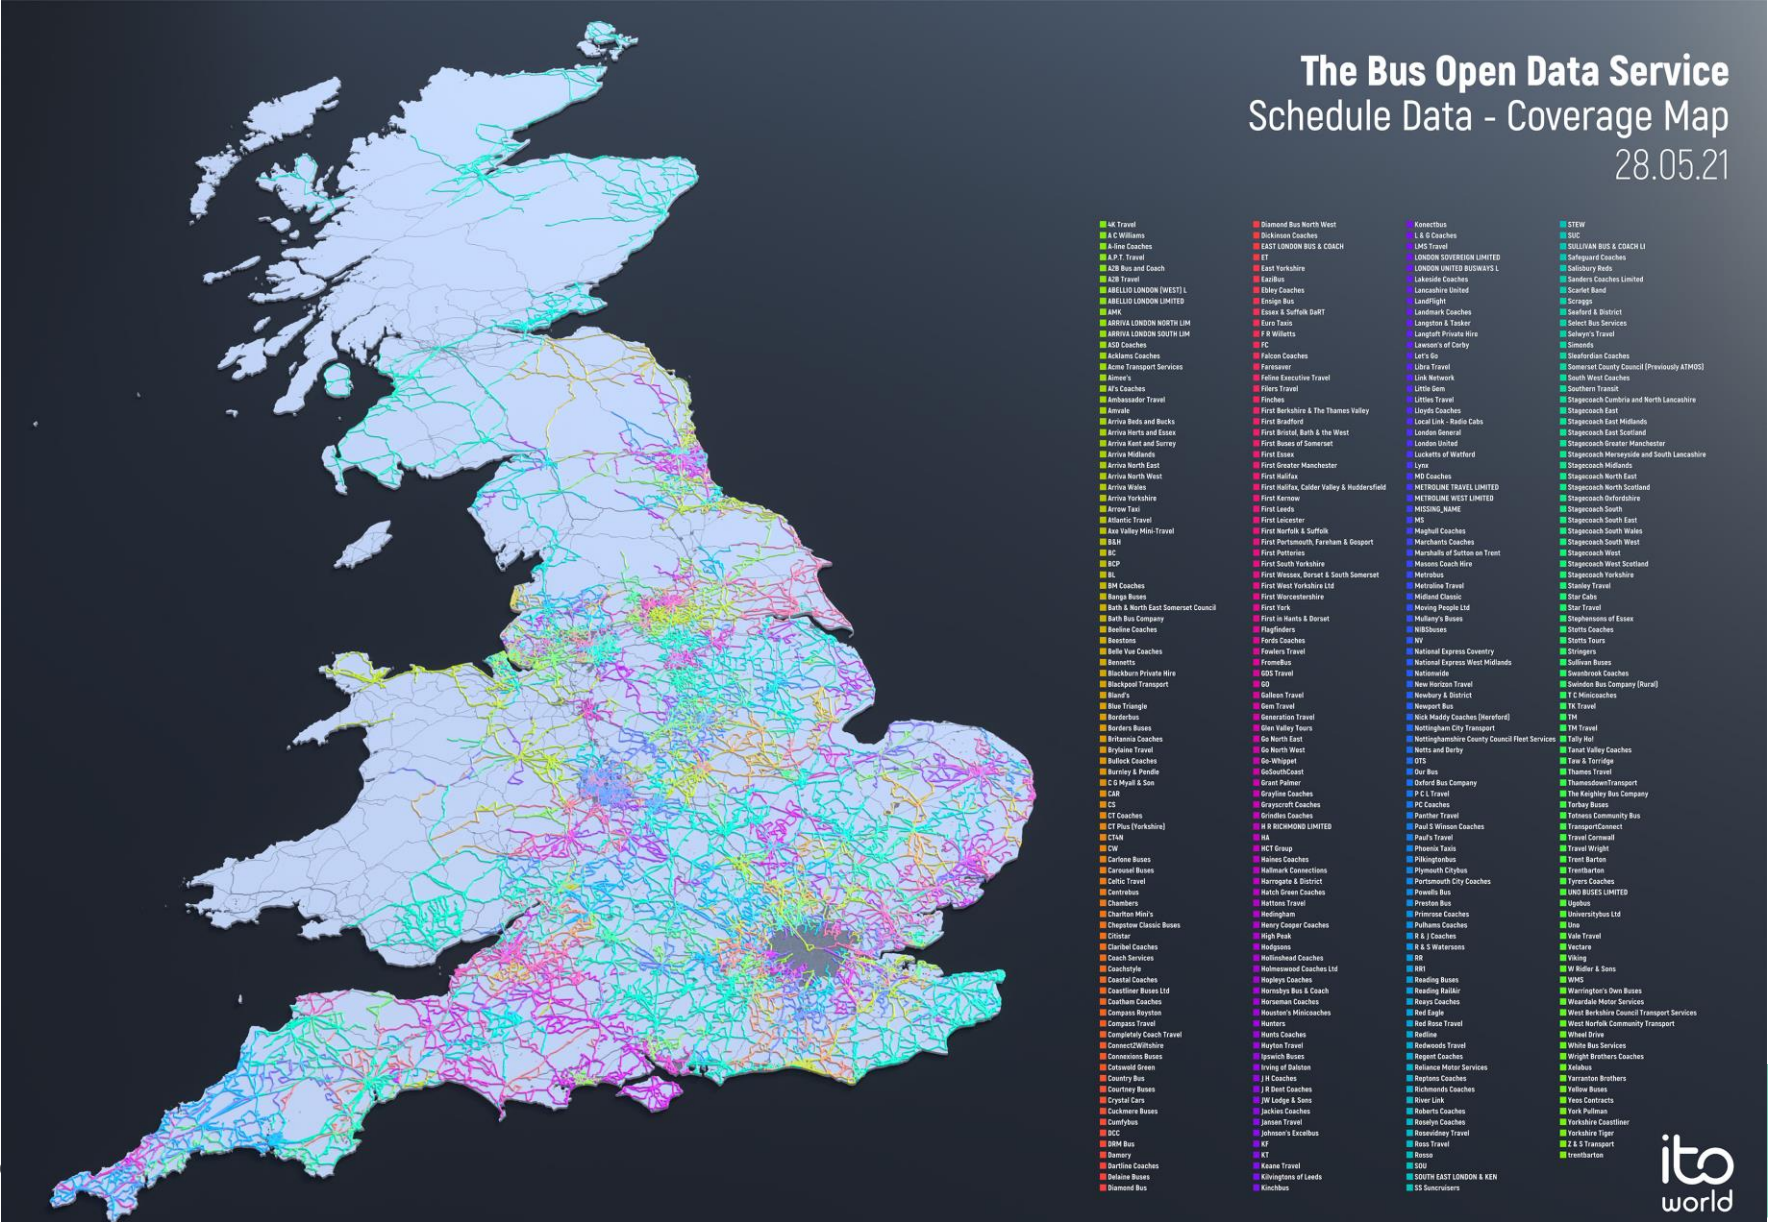 The Bus Open Data Service
Schedule Data - Coverage Map
28.05.21
4K Travel
A C Williams
A-line Coaches
A.P.T. Travel
A2B Bus and Coach
A2B Travel
ABELLIO LONDON (WEST) L
ABELLIO LONDON LIMITED
AMK
ARRIVA LONDON NORTH LIM
ARRIVA LONDON SOUTH LIM
ASD Coaches
Acklams Coaches
Acme Transport Services
Aimee's
Al's Coaches
Ambassador Travel
Amvale
Arriva Beds and Bucks
Arriva Herts and Essex
Arriva Kent and Surrey
Arriva Midlands
Arriva North East
Arriva North West
Arriva Wales
Arriva Yorkshire
Arrow Taxi
Atlantic Travel
Axe Valley Mini-Travel
B&H
BC
BCP
BL
BM Coaches
Banga Buses
Bath & North East Somerset Council
Bath Bus Company
Beeline Coaches
Beestons
Belle Vue Coaches
Bennetts
Blackburn Private Hire
Blackpool Transport
Bland's
Blue Triangle
Borderbus
Borders Buses
Britannia Coaches
Brylaine Travel
Bullock Coaches
Burnley & Pendle
C G Myall & Son
CAR
CS
CT Coaches
CT Plus (Yorkshire)
CT4N
CW
Carlone Buses
Carousel Buses
Celtic Travel
Centrebus
Chambers
Charlton Mini's
Chepstow Classic Buses
Citistar
Claribel Coaches
Coach Services
Coachstyle
Coastal Coaches
Coastliner Buses Ltd
Coatham Coaches
Compass Royston
Compass Travel
Completely Coach Travel
Connect2Wiltshire
Connexions Buses
Cotswold Green
Country Bus
Courtney Buses
Crystal Cars
Cuckmere Buses
Cumfybus
DCC
DRM Bus
Damory
Dartline Coaches
Delaine Buses
Diamond Bus
Diamond Bus North West
Dickinson Coaches
EAST LONDON BUS & COACH
ET
East Yorkshire
EaziBus
Ebley Coaches
Ensign Bus
Essex & Suffolk DaRT
Euro Taxis
F R Willetts
FC
Falcon Coaches
Faresaver
Feline Executive Travel
Filers Travel
Finches
First Berkshire & The Thames Valley
First Bradford
First Bristol, Bath & the West
First Buses of Somerset
First Essex
First Greater Manchester
First Halifax
First Halifax, Calder Valley & Huddersfield
First Kernow
First Leeds
First Leicester
First Norfolk & Suffolk
First Portsmouth, Fareham & Gosport
First Potteries
First South Yorkshire
First Wessex, Dorset & South Somerset
First West Yorkshire Ltd
First Worcestershire
First York
First in Hants & Dorset
Flagfinders
Fords Coaches
Fowlers Travel
FromeBus
GDS Travel
GO
Galleon Travel
Gem Travel
Generation Travel
Glen Valley Tours
Go North East
Go North West
Go-Whippet
GoSouthCoast
Grant Palmer
Grayline Coaches
Grayscroft Coaches
Grindles Coaches
H R RICHMOND LIMITED
HA
HCT Group
Haines Coaches
Hallmark Connections
Harrogate & District
Hatch Green Coaches
Hattons Travel
Hedingham
Henry Cooper Coaches
High Peak
Hodgsons
Hollinshead Coaches
Holmeswood Coaches Ltd
Hopleys Coaches
Hornsbys Bus & Coach
Horseman Coaches
Houston's Minicoaches
Hunters
Hunts Coaches
Huyton Travel
Ipswich Buses
Irving of Dalston
J H Coaches
J R Dent Coaches
JW Lodge & Sons
Jackies Coaches
Jansen Travel
Johnson's Excelbus
KF
KT
Keane Travel
Kilvingtons of Leeds
Kinchbus
Konectbus
L & G Coaches
LMS Travel
LONDON SOVEREIGN LIMITED
LONDON UNITED BUSWAYS L
Lakeside Coaches
Lancashire United
LandFlight
Landmark Coaches
Langston & Tasker
Langtoft Private Hire
Lawson's of Corby
Let's Go
Libra Travel
Link Network
Little Gem
Littles Travel
Lloyds Coaches
Local Link - Radio Cabs
London General
London United
Lucketts of Watford
Lynx
MD Coaches
METROLINE TRAVEL LIMITED
METROLINE WEST LIMITED
MISSING_NAME
MS
Maghull Coaches
Marchants Coaches
Marshalls of Sutton on Trent
Masons Coach Hire
Metrobus
Metroline Travel
Midland Classic
Moving People Ltd
Mullany's Buses
NIBSbuses
NV
National Express Coventry
National Express West Midlands
Nationwide
New Horizon Travel
Newbury & District
Newport Bus
Nick Maddy Coaches (Hereford)
Nottingham City Transport
Nottinghamshire County Council Fleet Services
Notts and Derby
OTS
Our Bus
Oxford Bus Company
P C L Travel
PC Coaches
Panther Travel
Paul S Winson Coaches
Paul's Travel
Phoenix Taxis
Pilkingtonbus
Plymouth Citybus
Portsmouth City Coaches
Powells Bus
Preston Bus
Primrose Coaches
Pulhams Coaches
R & J Coaches
R & S Watersons
RR
RR1
Reading Buses
Reading RailAir
Reays Coaches
Red Eagle
Red Rose Travel
Redline
Redwoods Travel
Regent Coaches
Reliance Motor Services
Reptons Coaches
Richmonds Coaches
River Link
Roberts Coaches
Roselyn Coaches
Rosevidney Travel
Ross Travel
Rosso
SOU
SOUTH EAST LONDON & KEN
SS Suncruisers
STEW
SUC
SULLIVAN BUS & COACH LI
Safeguard Coaches
Salisbury Reds
Sanders Coaches Limited
Scarlet Band
Scraggs
Seaford & District
Select Bus Services
Selwyn's Travel
Simonds
Sleafordian Coaches
Somerset County Council (Previously ATMOS)
South West Coaches
Southern Transit
Stagecoach Cumbria and North Lancashire
Stagecoach East
Stagecoach East Midlands
Stagecoach East Scotland
Stagecoach Greater Manchester
Stagecoach Merseyside and South Lancashire
Stagecoach Midlands
Stagecoach North East
Stagecoach North Scotland
Stagecoach Oxfordshire
Stagecoach South
Stagecoach South East
Stagecoach South Wales
Stagecoach South West
Stagecoach West
Stagecoach West Scotland
Stagecoach Yorkshire
Stanley Travel
Star Cabs
Star Travel
Stephensons of Essex
Stotts Coaches
Stotts Tours
Stringers
Sullivan Buses
Swanbrook Coaches
Swindon Bus Company (Rural)
T C Minicoaches
TK Travel
TM
TM Travel
Tally Ho!
Tanat Valley Coaches
Taw & Torridge
Thames Travel
ThamesdownTransport
The Keighley Bus Company
Torbay Buses
Totness Community Bus
TransportConnect
Travel Cornwall
Travel Wright
Trent Barton
Trentbarton
Tyrers Coaches
UNO BUSES LIMITED
Ugobus
Universitybus Ltd
Uno
Vale Travel
Vectare
Viking
W Ridler & Sons
WMS
Warrington's Own Buses
Weardale Motor Services
West Berkshire Council Transport Services
West Norfolk Community Transport
Wheel Drive
White Bus Services
Wright Brothers Coaches
Xelabus
Yarranton Brothers
Yellow Buses
Yeos Contracts
York Pullman
Yorkshire Coastliner
Yorkshire Tiger
Z & S Transport
trentbarton
ito
world